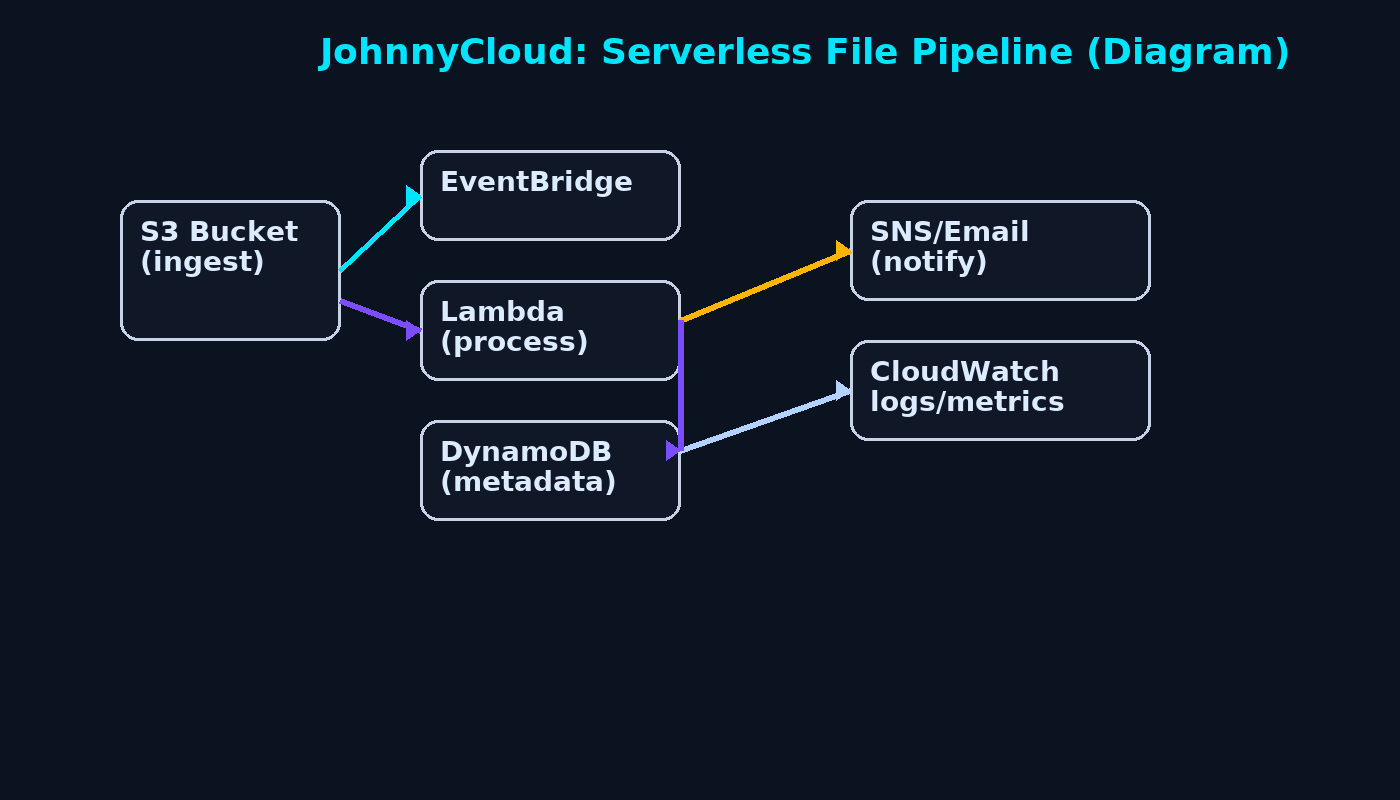 JohnnyCloud: Serverless File Pipeline (Diagram)
S3 Bucket
(ingest)
EventBridge
Lambda
(process)
DynamoDB
(metadata)
SNS/Email
(notify)
CloudWatch
logs/metrics